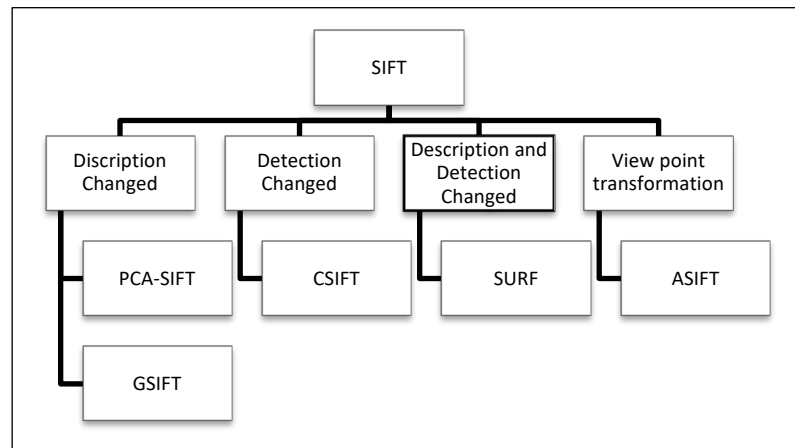 SIFT
Discription
Changed
Detection
Changed
Description and
Detection
Changed
View point
transformation
PCA-SIFT
CSIFT
SURF
ASIFT
GSIFT